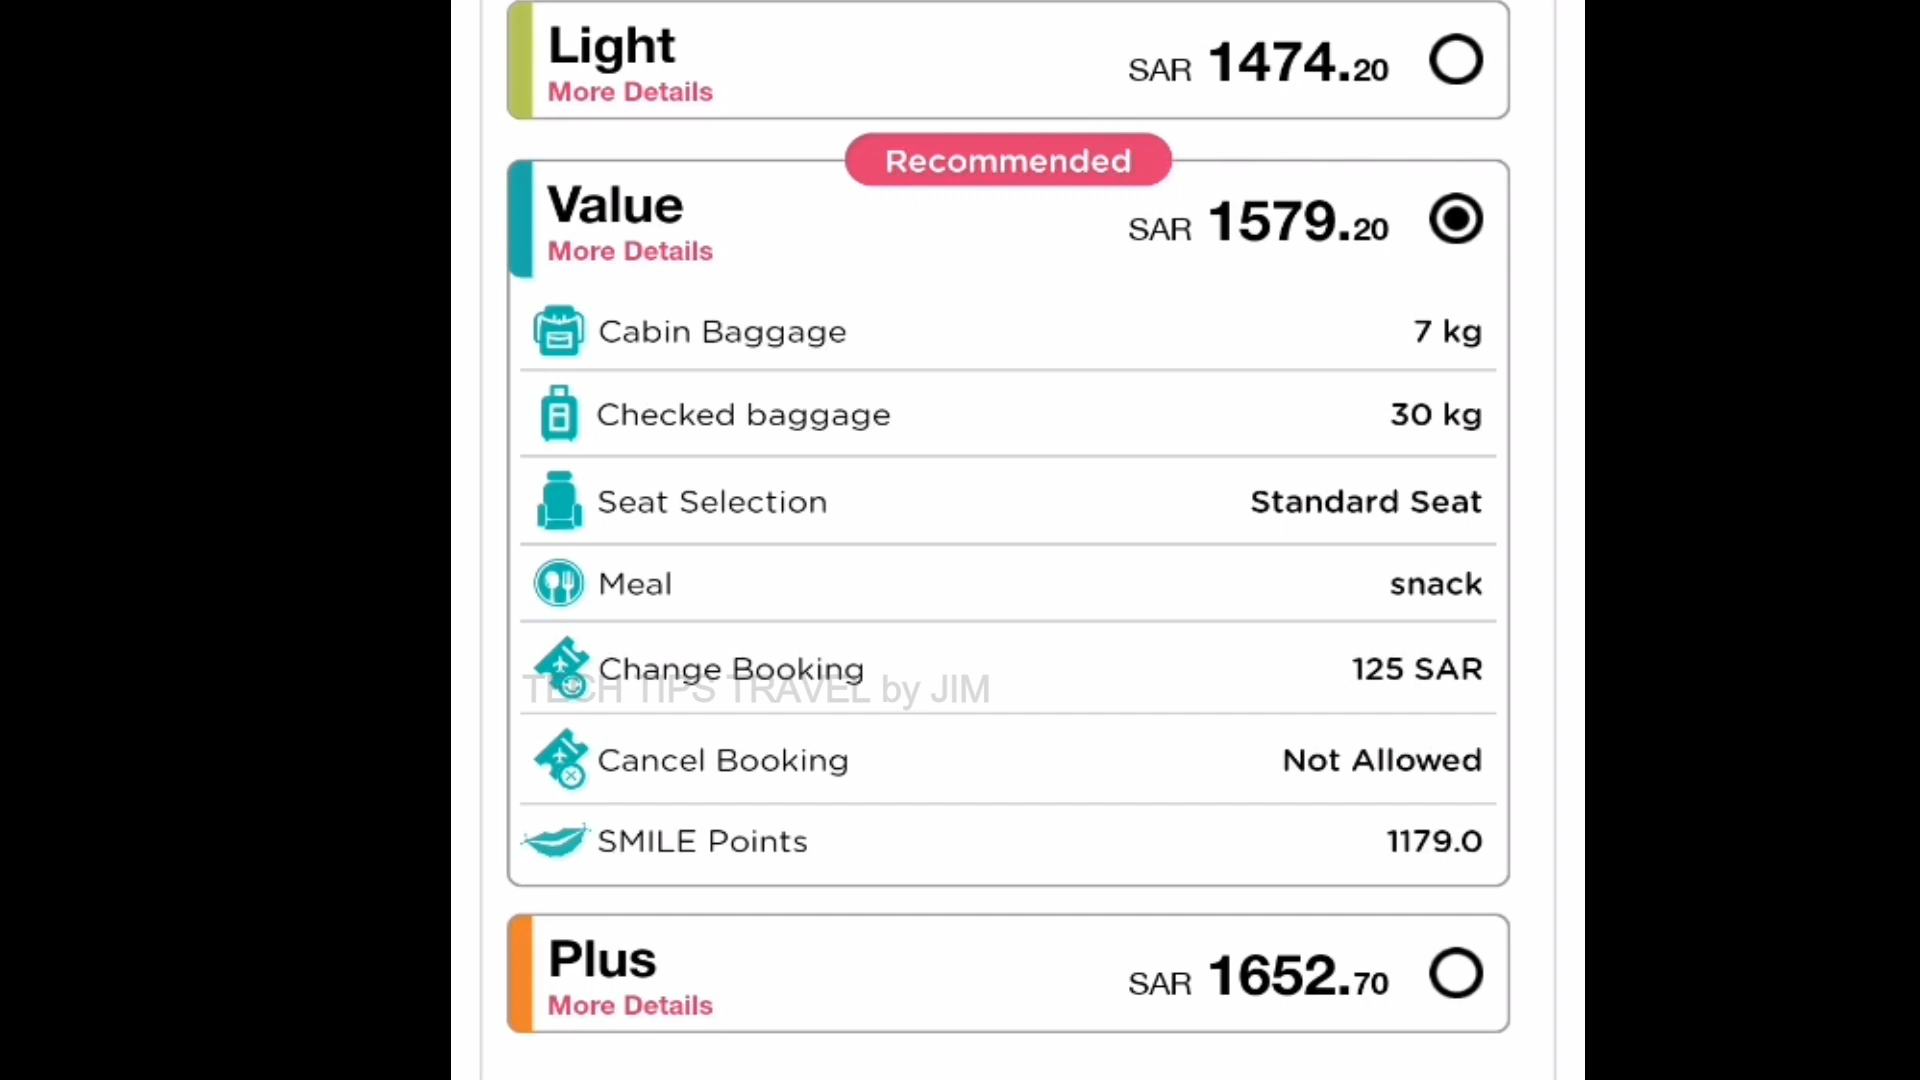 Light
SAR 1474.20
More Details
Recommended
Value
SAR 1579.20
More Details
Cabin Baggage 7 kg
Checked baggage 30 kg
Seat Selection Standard Seat
Meal snack
Change Booking 125 SAR
TECH TIPS TRAVEL by JIM
Cancel Booking Not Allowed
SMILE Points 1179.0
Plus
SAR 1652.70
More Details